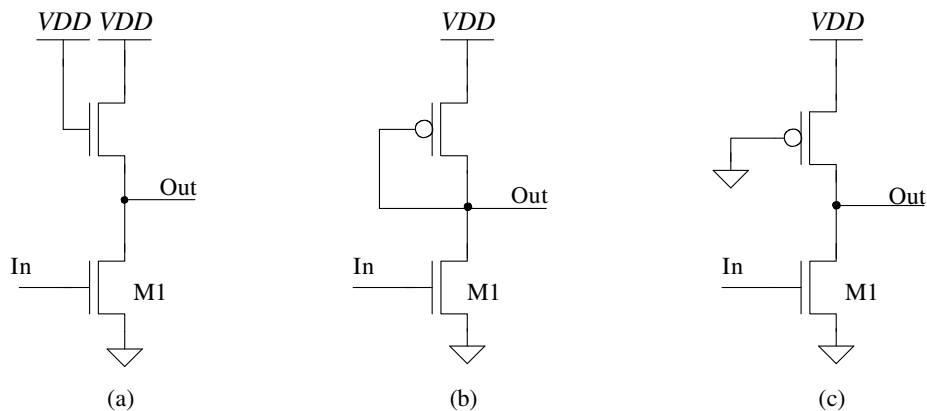 VDD VDD
Out
In
M1
(a)
VDD
Out
In
M1
(b)
VDD
Out
In
M1
(c)